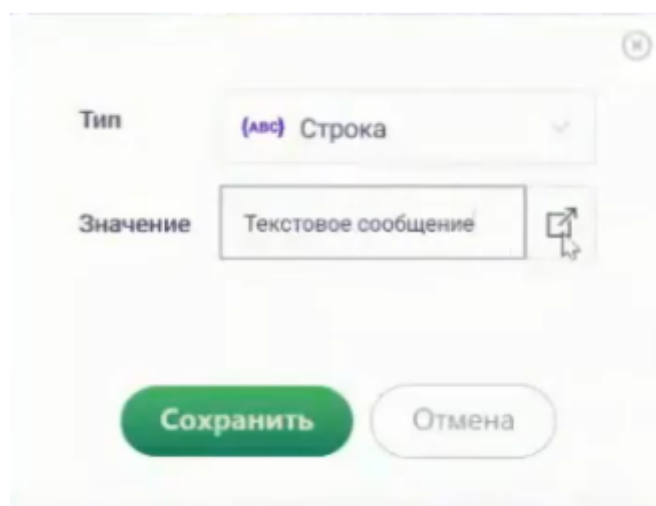 Тип
(ABC) Строка
Значение
Текстовое сообщение
Сохранить
Отмена